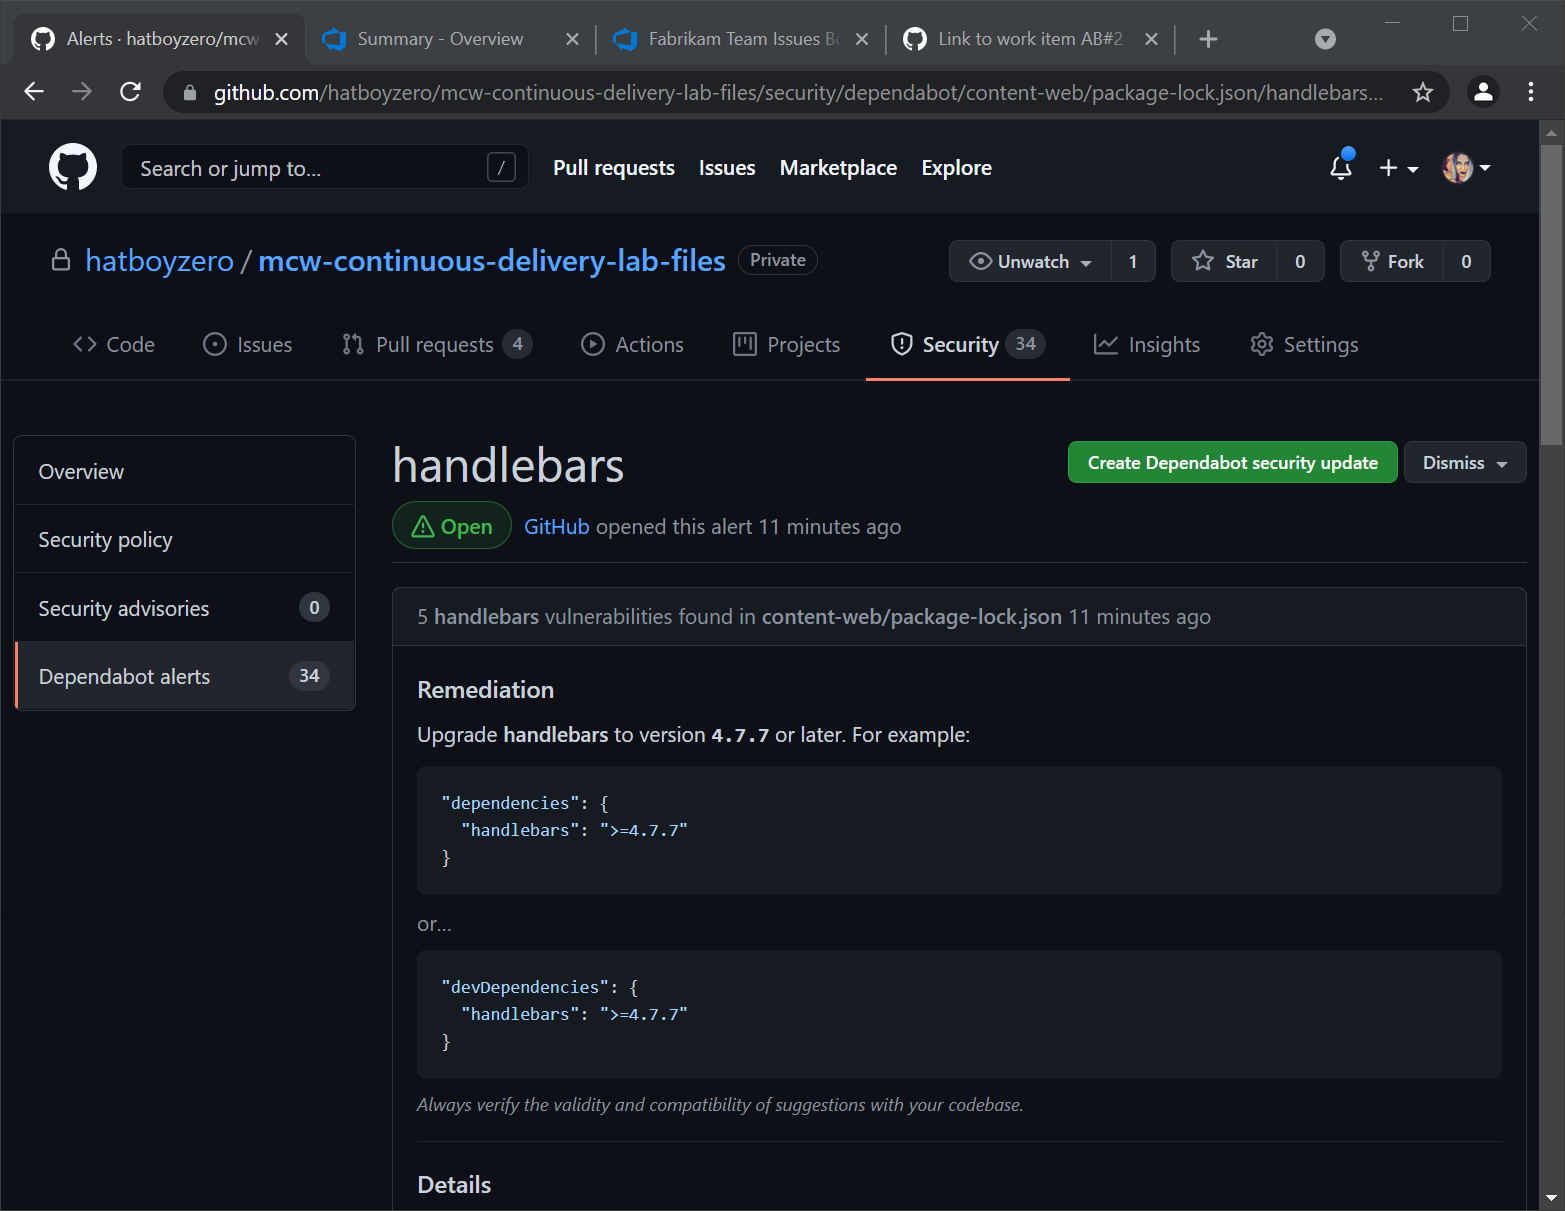 Alerts · hatboyzero/mcw
Summary - Overview
Fabrikam Team Issues Bo
Link to work item AB#2
github.com/hatboyzero/mcw-continuous-delivery-lab-files/security/dependabot/content-web/package-lock.json/handlebars...
Search or jump to... /
Pull requests Issues Marketplace Explore
hatboyzero / mcw-continuous-delivery-lab-files Private
Unwatch 1 Star 0 Fork 0
Code Issues Pull requests 4 Actions Projects Security 34 Insights Settings
Overview
Security policy
Security advisories 0
Dependabot alerts 34
handlebars
Create Dependabot security update Dismiss
Open GitHub opened this alert 11 minutes ago
5 handlebars vulnerabilities found in content-web/package-lock.json 11 minutes ago
Remediation
Upgrade handlebars to version 4.7.7 or later. For example:
"dependencies": {
"handlebars": ">=4.7.7"
}
or...
"devDependencies": {
"handlebars": ">=4.7.7"
}
Always verify the validity and compatibility of suggestions with your codebase.
Details